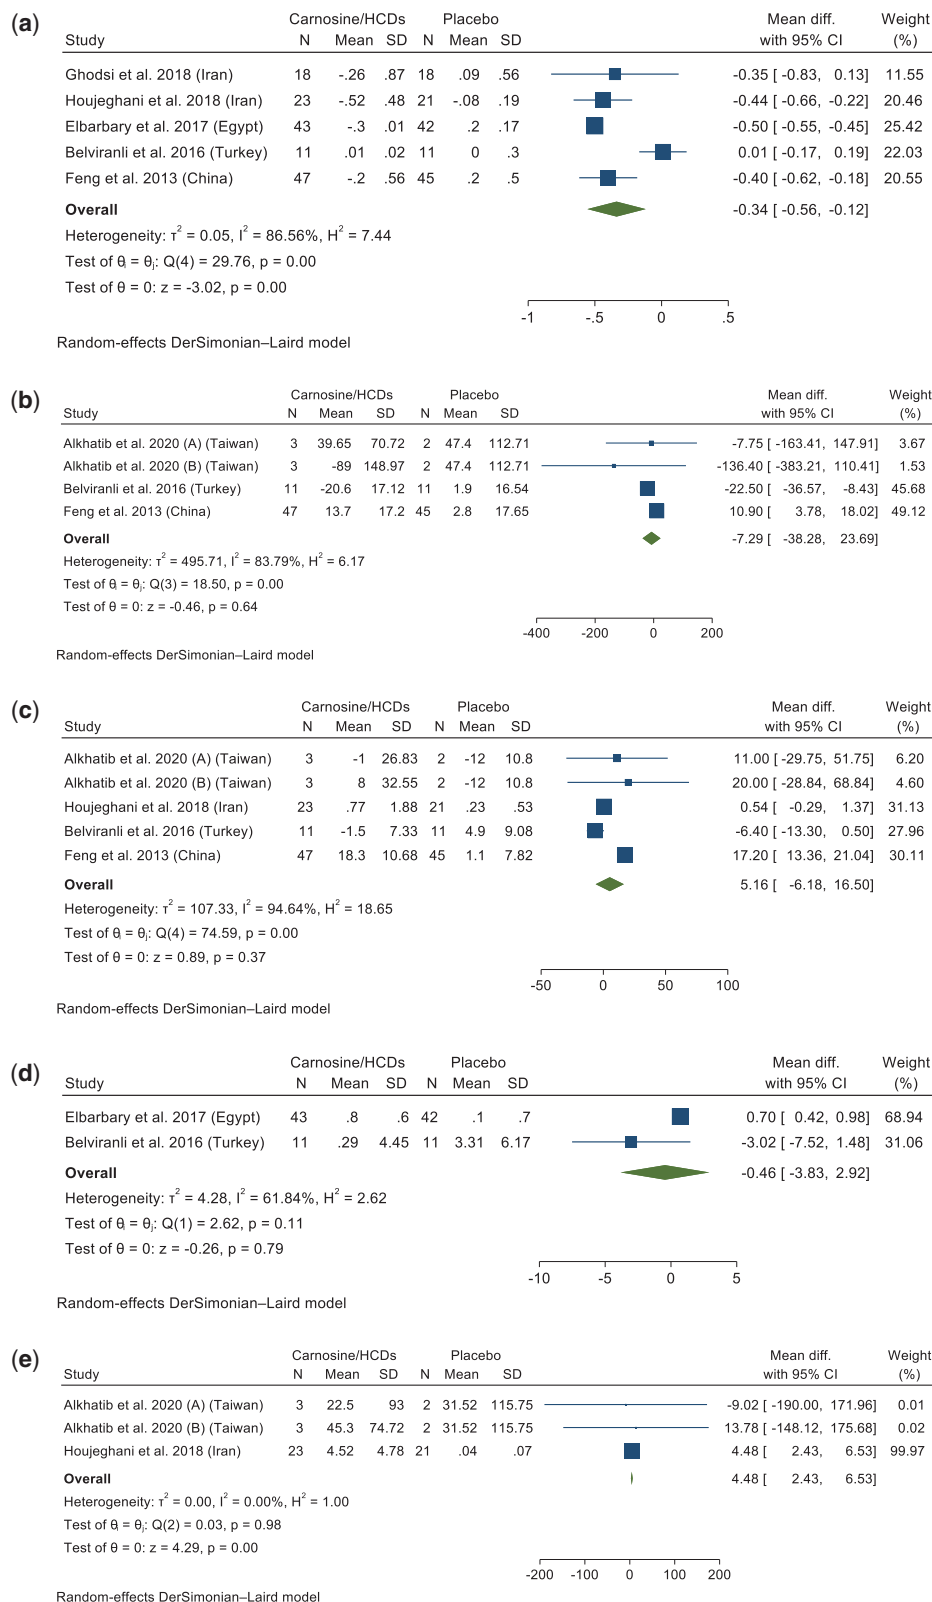 (a)
Carnosine/HCDs Placebo Mean diff. Weight
Study N Mean SD N Mean SD with 95% CI (%)
Ghodsi et al. 2018 (Iran) 18 -.26 .87 18 .09 .56 -0.35 [ -0.83, 0.13] 11.55
Houjeghani et al. 2018 (Iran) 23 -.52 .48 21 -.08 .19 -0.44 [ -0.66, -0.22] 20.46
Elbarbary et al. 2017 (Egypt) 43 -.3 .01 42 .2 .17 -0.50 [ -0.55, -0.45] 25.42
Belviranli et al. 2016 (Turkey) 11 .01 .02 11 0 .3 0.01 [ -0.17, 0.19] 22.03
Feng et al. 2013 (China) 47 -.2 .56 45 .2 .5 -0.40 [ -0.62, -0.18] 20.55
Overall -0.34 [ -0.56, -0.12]
Heterogeneity: τ² = 0.05, I² = 86.56%, H² = 7.44
Test of θᵢ = θⱼ: Q(4) = 29.76, p = 0.00
Test of θ = 0: z = -3.02, p = 0.00
-1 -.5 0 .5
Random-effects DerSimonian–Laird model
(b)
Carnosine/HCDs Placebo Mean diff. Weight
Study N Mean SD N Mean SD with 95% CI (%)
Alkhatib et al. 2020 (A) (Taiwan) 3 39.65 70.72 2 47.4 112.71 -7.75 [ -163.41, 147.91] 3.67
Alkhatib et al. 2020 (B) (Taiwan) 3 -89 148.97 2 47.4 112.71 -136.40 [ -383.21, 110.41] 1.53
Belviranli et al. 2016 (Turkey) 11 -20.6 17.12 11 1.9 16.54 -22.50 [ -36.57, -8.43] 45.68
Feng et al. 2013 (China) 47 13.7 17.2 45 2.8 17.65 10.90 [ 3.78, 18.02] 49.12
Overall -7.29 [ -38.28, 23.69]
Heterogeneity: τ² = 495.71, I² = 83.79%, H² = 6.17
Test of θᵢ = θⱼ: Q(3) = 18.50, p = 0.00
Test of θ = 0: z = -0.46, p = 0.64
-400 -200 0 200
Random-effects DerSimonian–Laird model
(c)
Carnosine/HCDs Placebo Mean diff. Weight
Study N Mean SD N Mean SD with 95% CI (%)
Alkhatib et al. 2020 (A) (Taiwan) 3 -1 26.83 2 -12 10.8 11.00 [ -29.75, 51.75] 6.20
Alkhatib et al. 2020 (B) (Taiwan) 3 8 32.55 2 -12 10.8 20.00 [ -28.84, 68.84] 4.60
Houjeghani et al. 2018 (Iran) 23 .77 1.88 21 .23 .53 0.54 [ -0.29, 1.37] 31.13
Belviranli et al. 2016 (Turkey) 11 -1.5 7.33 11 4.9 9.08 -6.40 [ -13.30, 0.50] 27.96
Feng et al. 2013 (China) 47 18.3 10.68 45 1.1 7.82 17.20 [ 13.36, 21.04] 30.11
Overall 5.16 [ -6.18, 16.50]
Heterogeneity: τ² = 107.33, I² = 94.64%, H² = 18.65
Test of θᵢ = θⱼ: Q(4) = 74.59, p = 0.00
Test of θ = 0: z = 0.89, p = 0.37
-50 0 50 100
Random-effects DerSimonian–Laird model
(d)
Carnosine/HCDs Placebo Mean diff. Weight
Study N Mean SD N Mean SD with 95% CI (%)
Elbarbary et al. 2017 (Egypt) 43 .8 .6 42 .1 .7 0.70 [ 0.42, 0.98] 68.94
Belviranli et al. 2016 (Turkey) 11 .29 4.45 11 3.31 6.17 -3.02 [ -7.52, 1.48] 31.06
Overall -0.46 [ -3.83, 2.92]
Heterogeneity: τ² = 4.28, I² = 61.84%, H² = 2.62
Test of θᵢ = θⱼ: Q(1) = 2.62, p = 0.11
Test of θ = 0: z = -0.26, p = 0.79
-10 -5 0 5
Random-effects DerSimonian–Laird model
(e)
Carnosine/HCDs Placebo Mean diff. Weight
Study N Mean SD N Mean SD with 95% CI (%)
Alkhatib et al. 2020 (A) (Taiwan) 3 22.5 93 2 31.52 115.75 -9.02 [ -190.00, 171.96] 0.01
Alkhatib et al. 2020 (B) (Taiwan) 3 45.3 74.72 2 31.52 115.75 13.78 [ -148.12, 175.68] 0.02
Houjeghani et al. 2018 (Iran) 23 4.52 4.78 21 .04 .07 4.48 [ 2.43, 6.53] 99.97
Overall 4.48 [ 2.43, 6.53]
Heterogeneity: τ² = 0.00, I² = 0.00%, H² = 1.00
Test of θᵢ = θⱼ: Q(2) = 0.03, p = 0.98
Test of θ = 0: z = 4.29, p = 0.00
-200 -100 0 100 200
Random-effects DerSimonian–Laird model